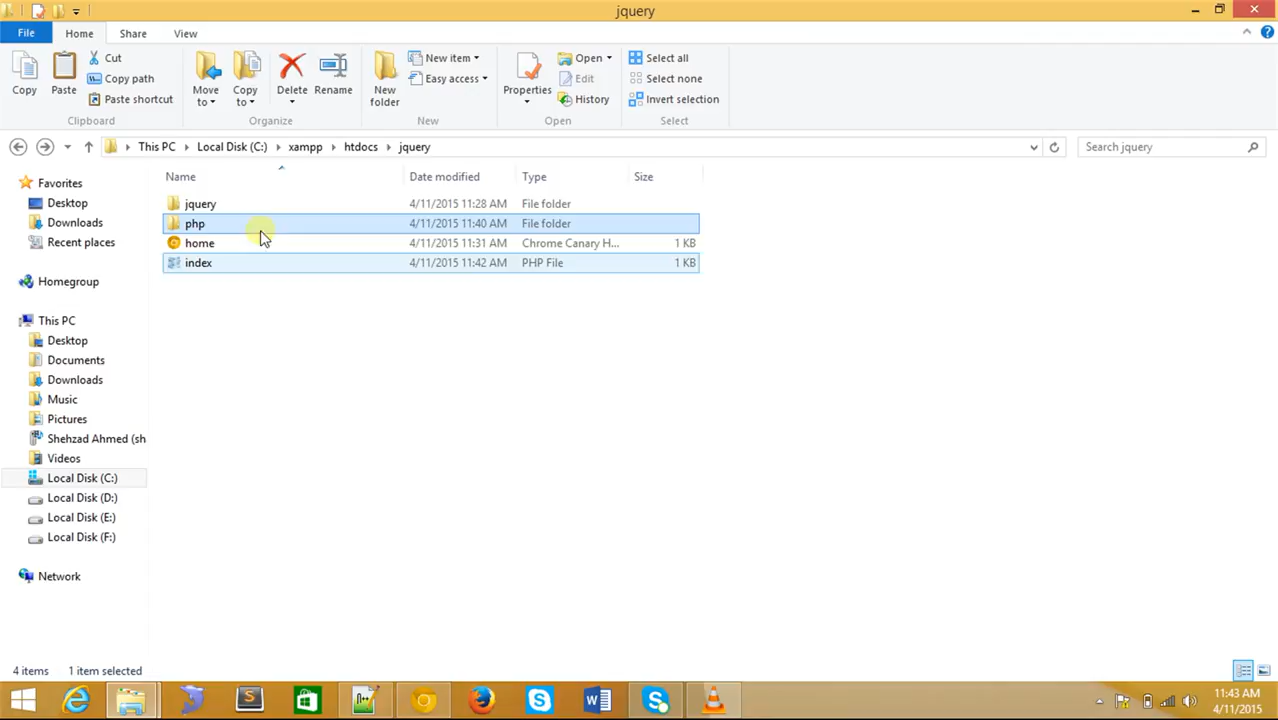 jquery
File Home Share View
Copy
Paste
Cut
Copy path
Paste shortcut
Clipboard
Move to
Copy to
Delete
Rename
Organize
New folder
New item
Easy access
New
Properties
Open
Edit
History
Open
Select all
Select none
Invert selection
Select
This PC Local Disk (C:) xampp htdocs jquery
Search jquery
Name Date modified Type Size
jquery 4/11/2015 11:28 AM File folder
php 4/11/2015 11:40 AM File folder
home 4/11/2015 11:31 AM Chrome Canary H... 1 KB
index 4/11/2015 11:42 AM PHP File 1 KB
Favorites
Desktop
Downloads
Recent places
Homegroup
This PC
Desktop
Documents
Downloads
Music
Pictures
Shehzad Ahmed (sh
Videos
Local Disk (C:)
Local Disk (D:)
Local Disk (E:)
Local Disk (F:)
Network
4 items 1 item selected
11:43 AM
4/11/2015